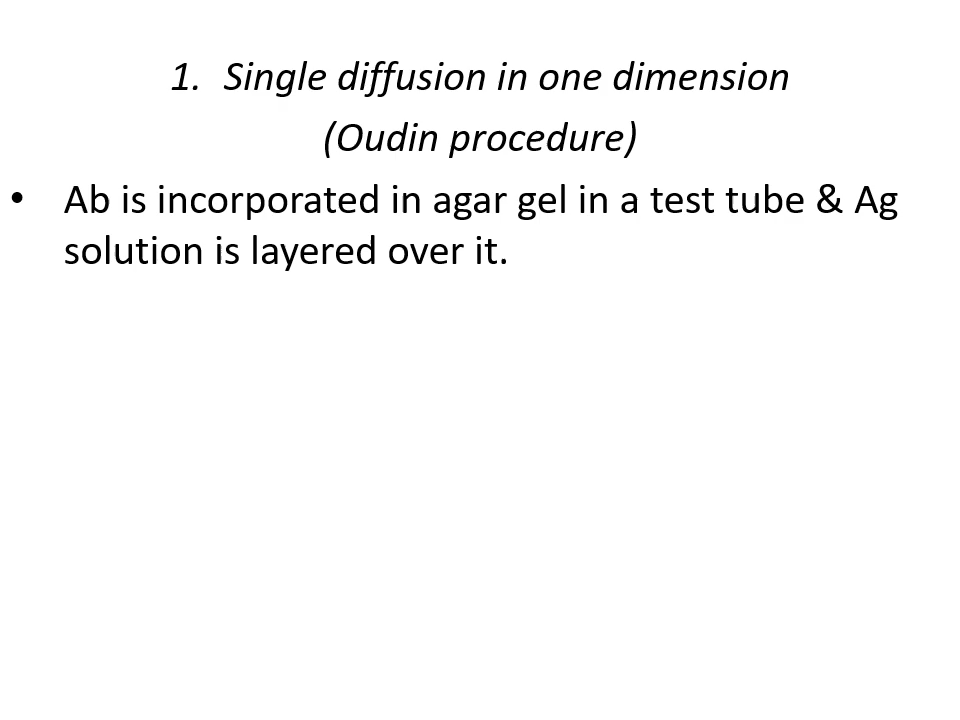 1. Single diffusion in one dimension
(Oudin procedure)
• Ab is incorporated in agar gel in a test tube & Ag
solution is layered over it.